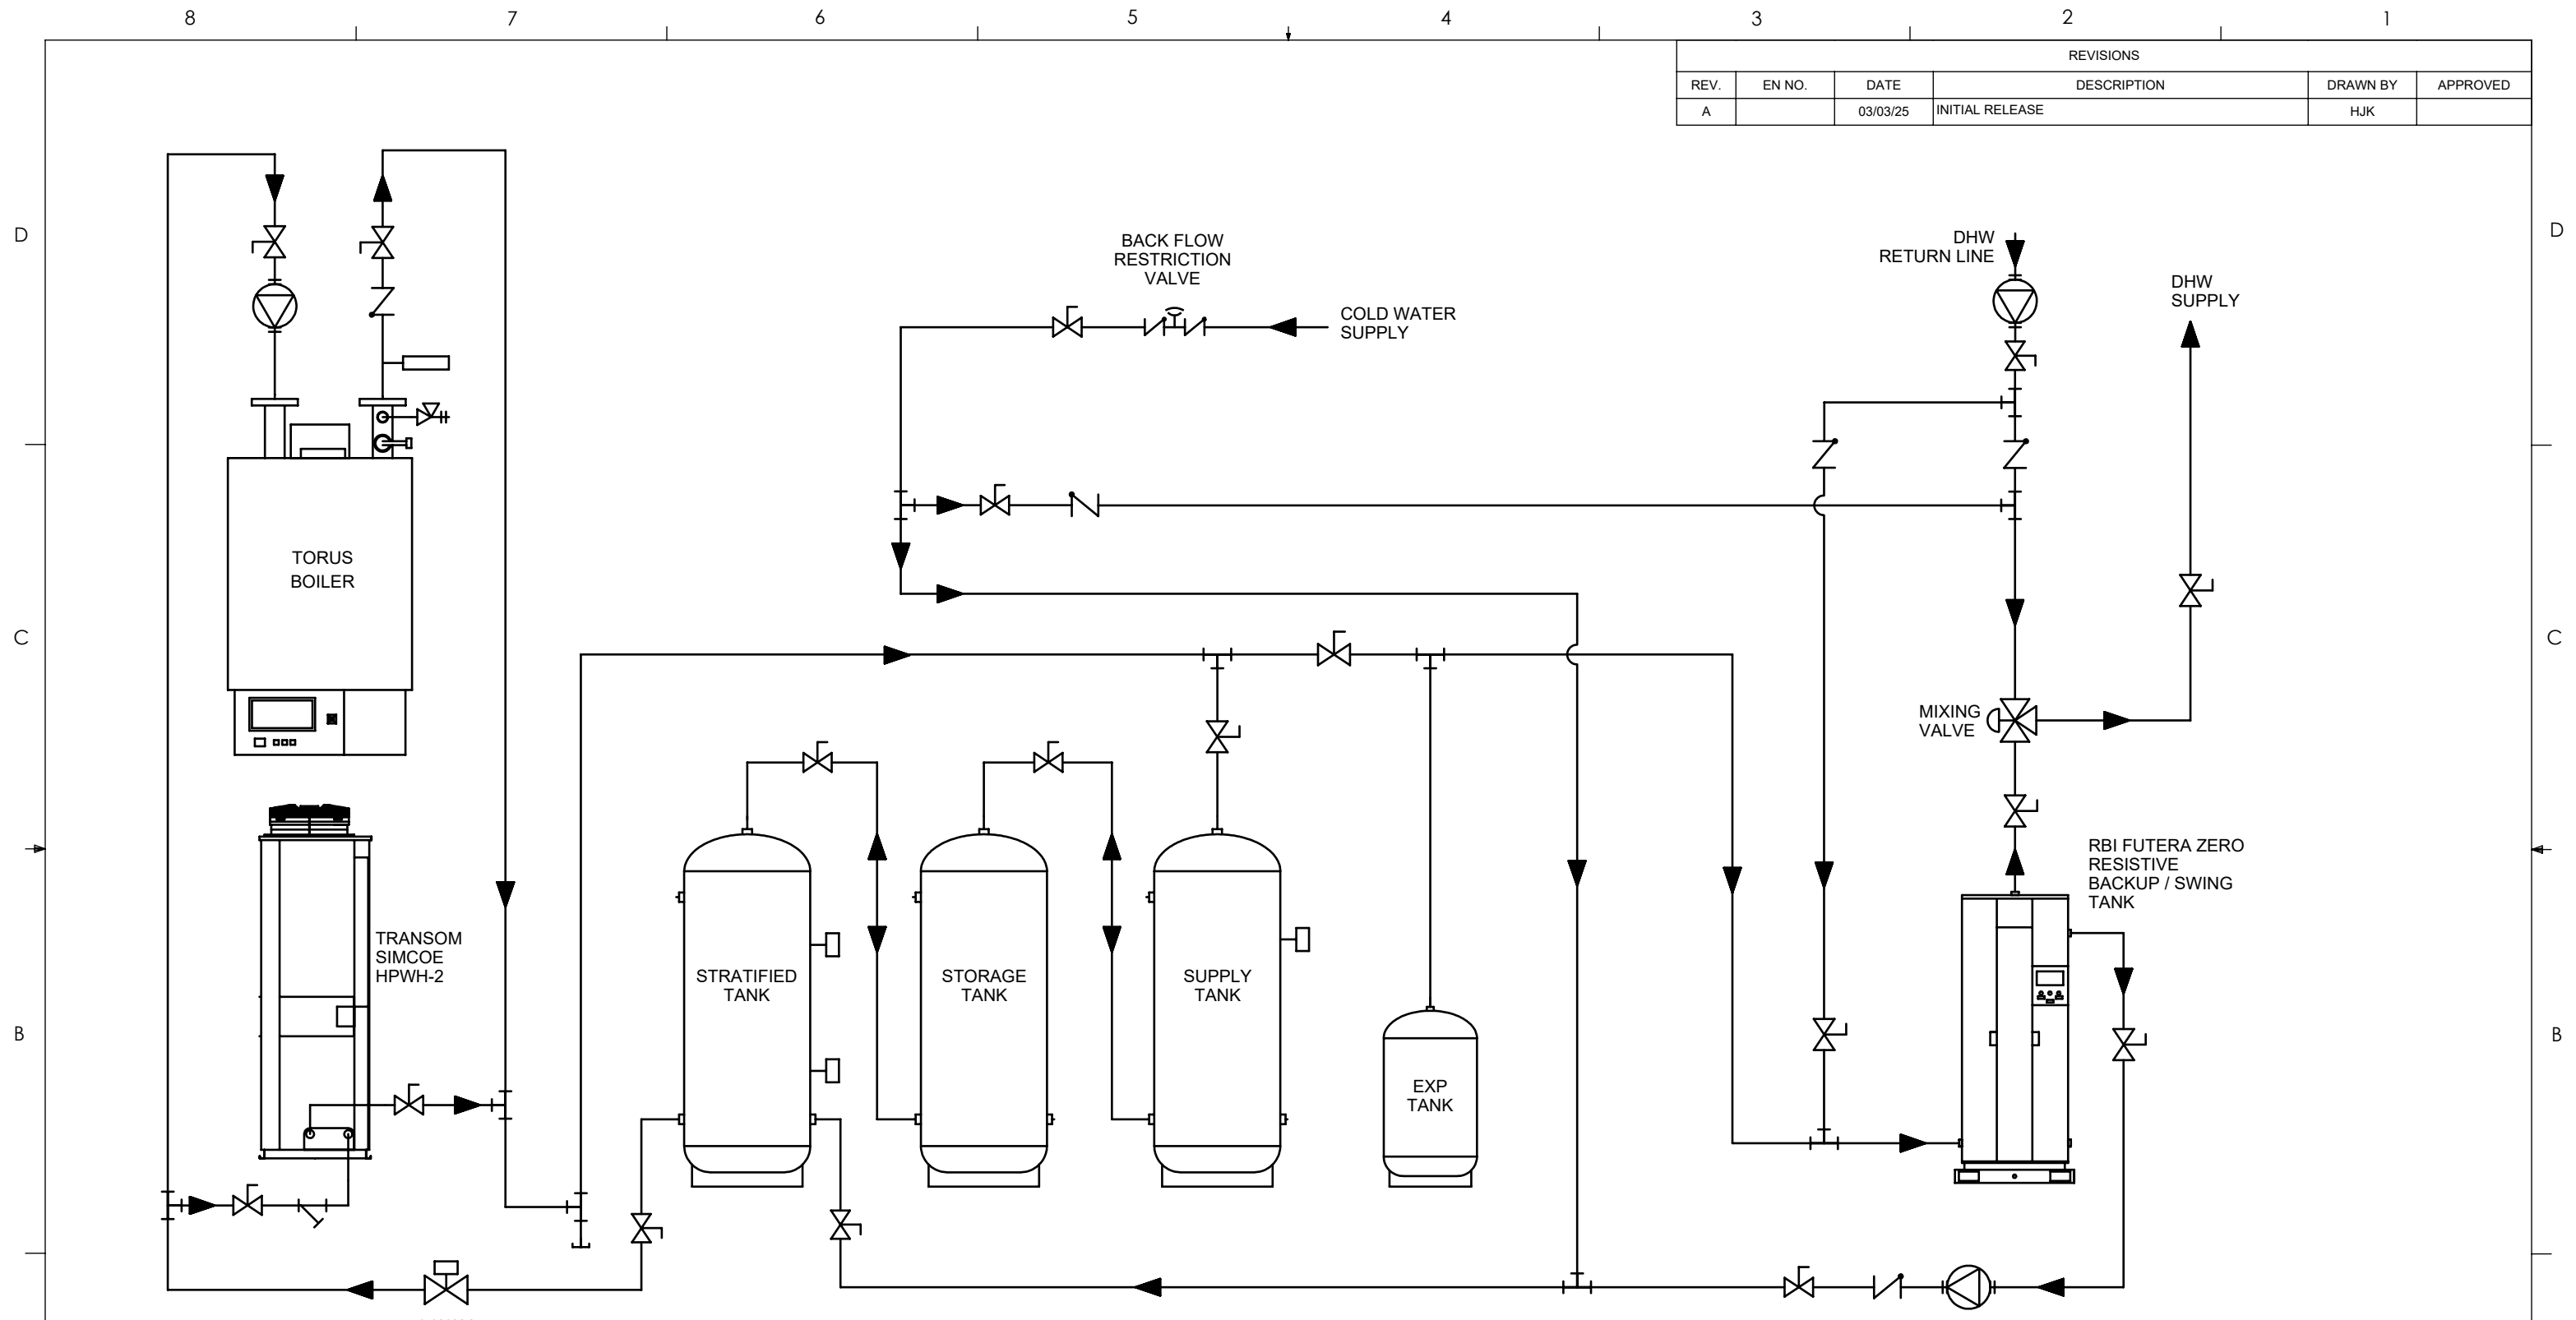 8 7 6 5 4 3 2 1
REVISIONS
REV. EN NO. DATE DESCRIPTION DRAWN BY APPROVED
A 03/03/25 INITIAL RELEASE HJK
D D
BACK FLOW
RESTRICTION
VALVE
COLD WATER
SUPPLY
DHW
RETURN LINE
DHW
SUPPLY
TORUS
BOILER
C C
MIXING
VALVE
RBI FUTERA ZERO
RESISTIVE
BACKUP / SWING
TANK
TRANSOM
SIMCOE
HPWH-2
STRATIFIED
TANK
STORAGE
TANK
SUPPLY
TANK
EXP
TANK
B B